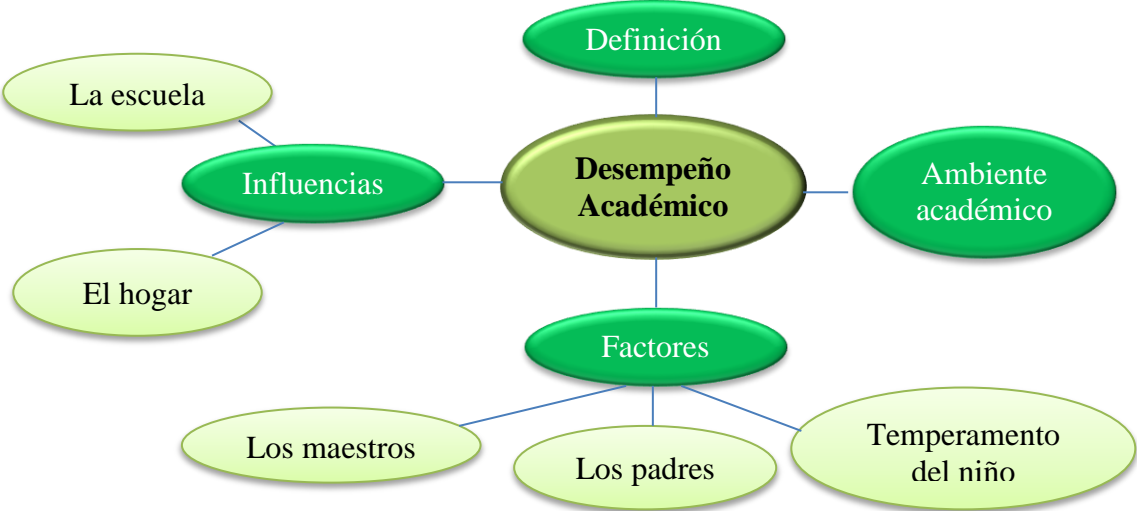 Definición
La escuela
Influencias
Desempeño
Académico
Ambiente
académico
El hogar
Factores
Los maestros
Los padres
Temperamento
del niño